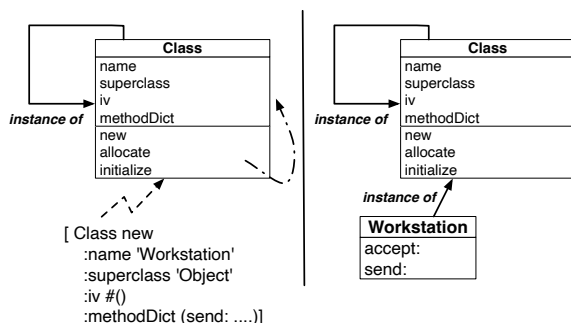 Class
name
superclass
iv
methodDict
instance of
new
allocate
initialize
[ Class new
:name 'Workstation'
:superclass 'Object'
:iv #()
:methodDict (send: ....)]
Class
name
superclass
iv
methodDict
instance of
new
allocate
initialize
instance of
Workstation
accept:
send: